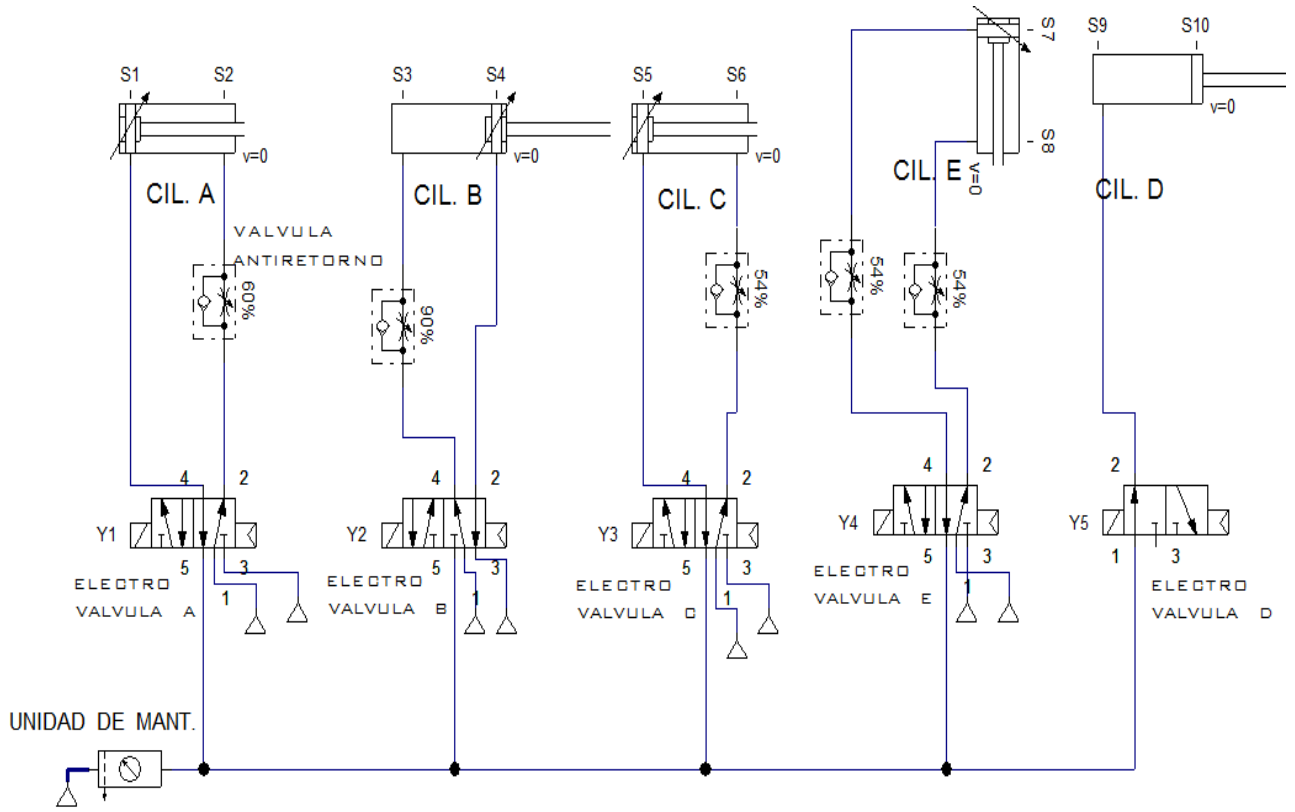 S7
S9 S10
S1 S2 S3 S4 S5 S6
S8
v=0 v=0 v=0 v=0 v=0
CIL. A CIL. B CIL. C CIL. E CIL. D
VALVULA
ANTIRETORNO
60% 90% 54% 54% 54%
4 2 4 2 4 2 4 2 2
Y1 Y2 Y3 Y4 Y5
5 3 5 3 5 3 5 3 1 3
1 1 1 1
ELECTRO
VALVULA A
ELECTRO
VALVULA B
ELECTRO
VALVULA C
ELECTRO
VALVULA E
ELECTRO
VALVULA D
UNIDAD DE MANT.